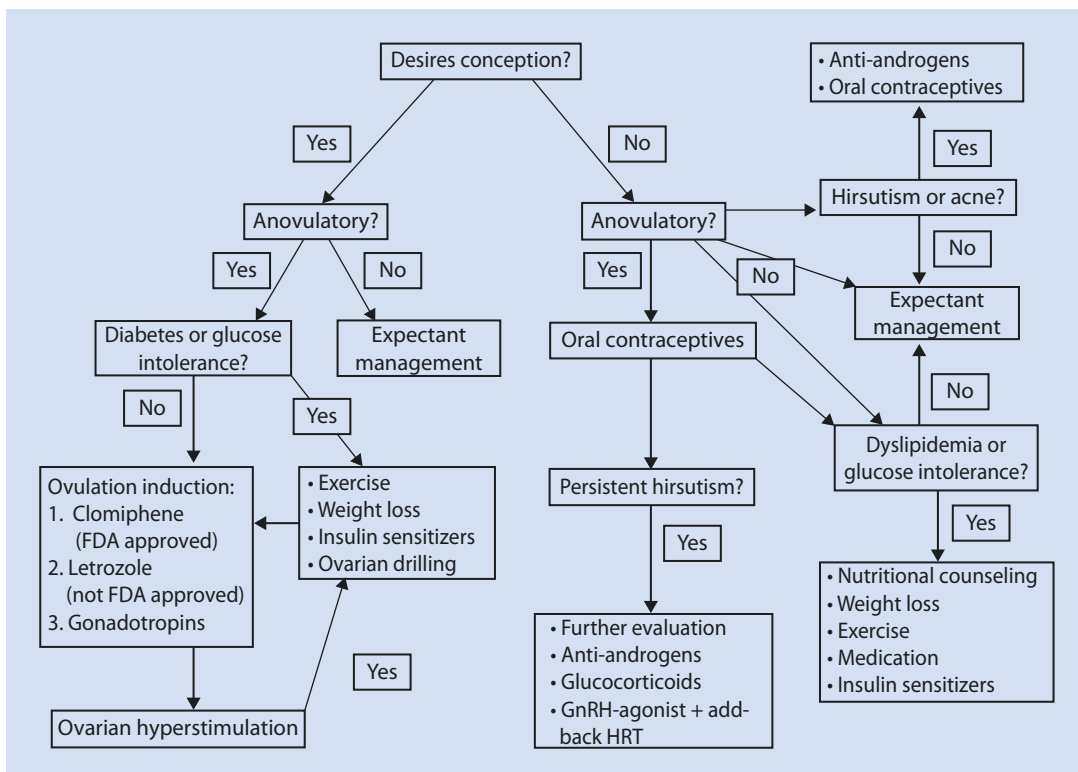 Desires conception?
Yes
No
Anovulatory?
Yes
No
Diabetes or glucose
intolerance?
Expectant
management
No
Yes
Ovulation induction:
1. Clomiphene
(FDA approved)
2. Letrozole
(not FDA approved)
3. Gonadotropins
• Exercise
• Weight loss
• Insulin sensitizers
• Ovarian drilling
Yes
Ovarian hyperstimulation
Anovulatory?
Yes
No
Oral contraceptives
Persistent hirsutism?
Yes
• Further evaluation
• Anti-androgens
• Glucocorticoids
• GnRH-agonist + add-
back HRT
• Anti-androgens
• Oral contraceptives
Yes
Hirsutism or acne?
No
Expectant
management
No
Dyslipidemia or
glucose intolerance?
Yes
• Nutritional counseling
• Weight loss
• Exercise
• Medication
• Insulin sensitizers